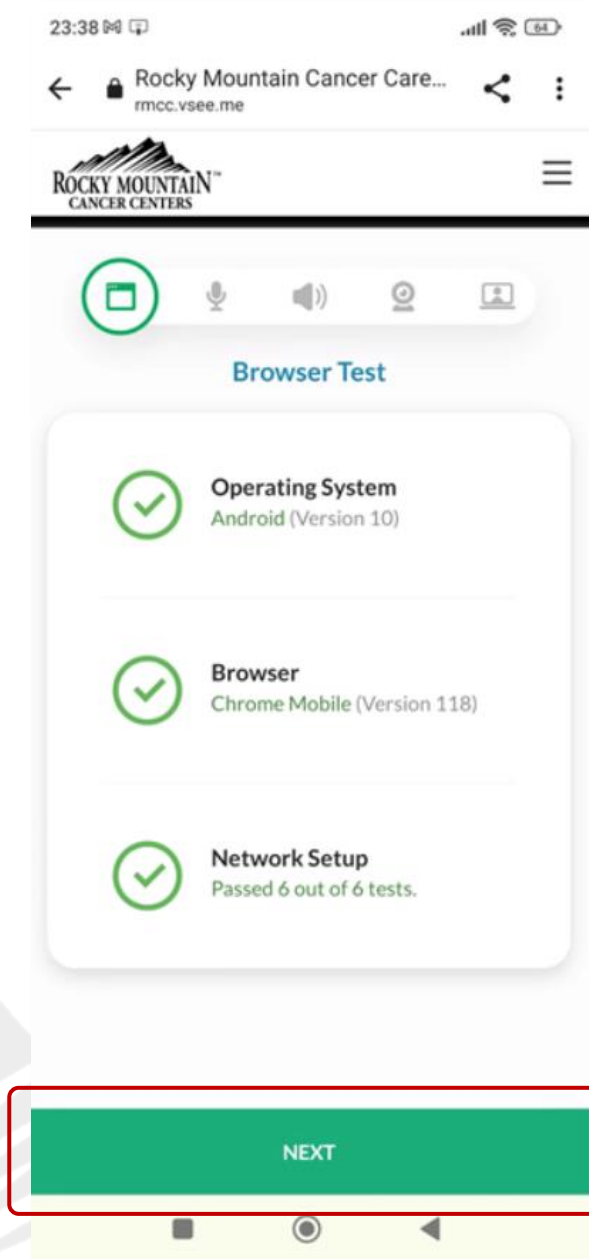 23:38
64
Rocky Mountain Cancer Care...
rmcc.vsee.me
ROCKY MOUNTAIN™
CANCER CENTERS
Browser Test
Operating System
Android (Version 10)
Browser
Chrome Mobile (Version 118)
Network Setup
Passed 6 out of 6 tests.
NEXT